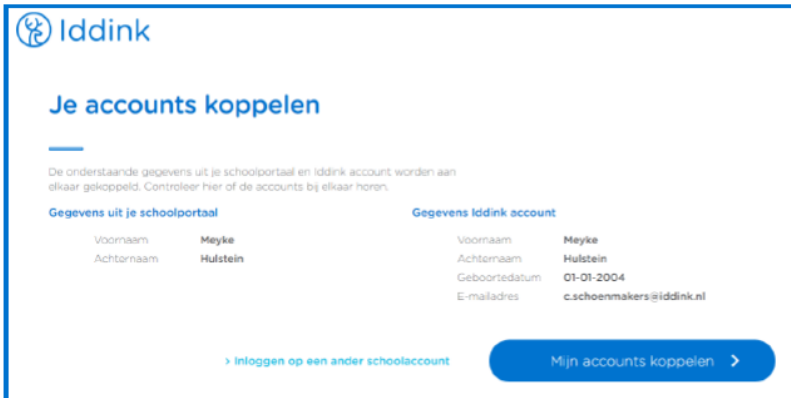 Iddink
Je accounts koppelen
De onderstaande gegevens uit je schoolportaal en Iddink account worden aan
elkaar gekoppeld. Controleer hier of de accounts bij elkaar horen.
Gegevens uit je schoolportaal
Voornaam Meyke
Achternaam Hulstein
Gegevens Iddink account
Voornaam Meyke
Achternaam Hulstein
Geboortedatum 01-01-2004
E-mailadres c.schoenmakers@iddink.nl
> Inloggen op een ander schoolaccount
Mijn accounts koppelen >